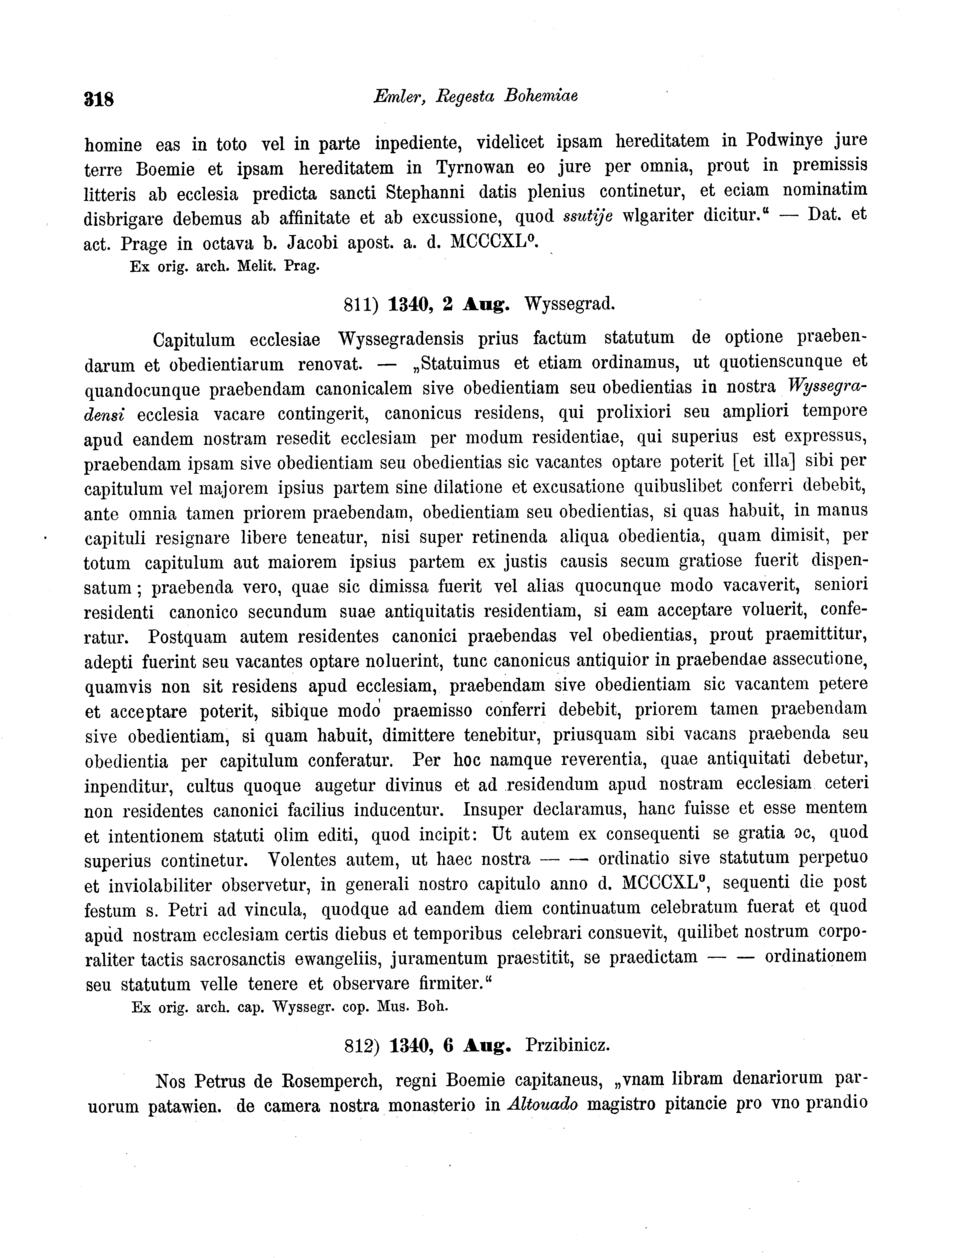 318 Emler, Regesta Bohemiae
homine eas in toto vel in parte inpediente, videlicet ipsam hereditatem in Podwinye jure
terre Boemie et ipsam hereditatem in Tyrnowan eo jure per omnia, prout in premissis
litteris ab ecclesia predicta sancti Stephanni datis plenius continetur, et eciam nominatim
disbrigare debemus ab affinitate et ab excussione, quod ssutije wlgariter dicitur.“ — Dat. et
act. Prage in octava b. Jacobi apost. a. d. MCCCXL⁰.
Ex orig. arch. Melit. Prag.
811) 1340, 2 Aug. Wyssegrad.
Capitulum ecclesiae Wyssegradensis prius factum statutum de optione praeben-
darum et obedientiarum renovat. — „Statuimus et etiam ordinamus, ut quotienscunque et
quandocunque praebendam canonicalem sive obedientiam seu obedientias in nostra Wyssegra-
densi ecclesia vacare contingerit, canonicus residens, qui prolixiori seu ampliori tempore
apud eandem nostram resedit ecclesiam per modum residentiae, qui superius est expressus,
praebendam ipsam sive obedientiam seu obedientias sic vacantes optare poterit [et illa] sibi per
capitulum vel majorem ipsius partem sine dilatione et excusatione quibuslibet conferri debebit,
ante omnia tamen priorem praebendam, obedientiam seu obedientias, si quas habuit, in manus
capituli resignare libere teneatur, nisi super retinenda aliqua obedientia, quam dimisit, per
totum capitulum aut maiorem ipsius partem ex justis causis secum gratiose fuerit dispen-
satum; praebenda vero, quae sic dimissa fuerit vel alias quocunque modo vacaverit, seniori
residenti canonico secundum suae antiquitatis residentiam, si eam acceptare voluerit, confe-
ratur. Postquam autem residentes canonici praebendas vel obedientias, prout praemittitur,
adepti fuerint seu vacantes optare noluerint, tunc canonicus antiquior in praebendae assecutione,
quamvis non sit residens apud ecclesiam, praebendam sive obedientiam sic vacantem petere
et acceptare poterit, sibique modo praemisso conferri debebit, priorem tamen praebendam
sive obedientiam, si quam habuit, dimittere tenebitur, priusquam sibi vacans praebenda seu
obedientia per capitulum conferatur. Per hoc namque reverentia, quae antiquitati debetur,
inpenditur, cultus quoque augetur divinus et ad residendum apud nostram ecclesiam ceteri
non residentes canonici facilius inducentur. Insuper declaramus, hanc fuisse et esse mentem
et intentionem statuti olim editi, quod incipit: Ut autem ex consequenti se gratia ɔc, quod
superius continetur. Volentes autem, ut haec nostra — — ordinatio sive statutum perpetuo
et inviolabiliter observetur, in generali nostro capitulo anno d. MCCCXL⁰, sequenti die post
festum s. Petri ad vincula, quodque ad eandem diem continuatum celebratum fuerat et quod
apud nostram ecclesiam certis diebus et temporibus celebrari consuevit, quilibet nostrum corpo-
raliter tactis sacrosanctis ewangeliis, juramentum praestitit, se praedictam — — ordinationem
seu statutum velle tenere et observare firmiter.“
Ex orig. arch. cap. Wyssegr. cop. Mus. Boh.
812) 1340, 6 Aug. Przibinicz.
Nos Petrus de Rosemperch, regni Boemie capitaneus, „vnam libram denariorum par-
uorum patawien. de camera nostra monasterio in Altouado magistro pitancie pro vno prandio